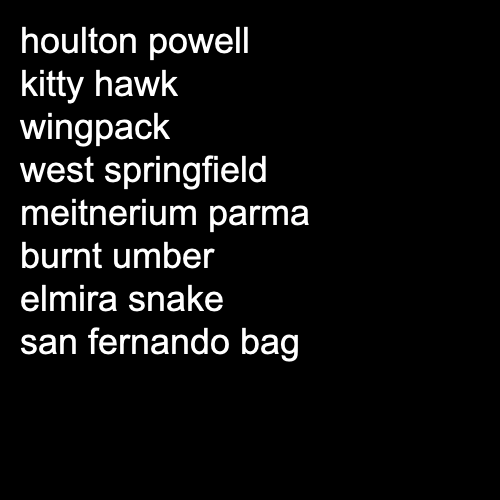 houlton powell
kitty hawk
wingpack
west springfield
meitnerium parma
burnt umber
elmira snake
san fernando bag